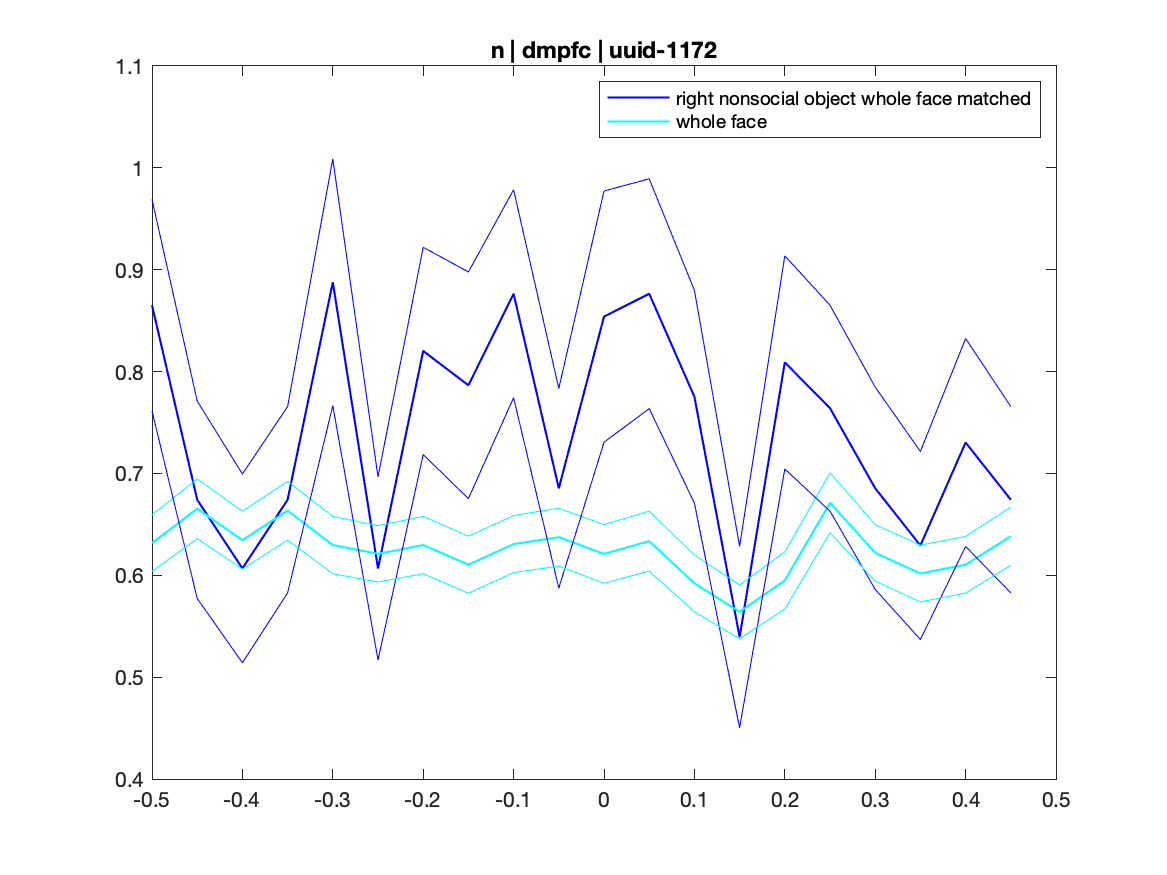 n | dmpfc | uuid-1172
right nonsocial object whole face matched
whole face
1.1
1
0.9
0.8
0.7
0.6
0.5
0.4
-0.5 -0.4 -0.3 -0.2 -0.1 0 0.1 0.2 0.3 0.4 0.5